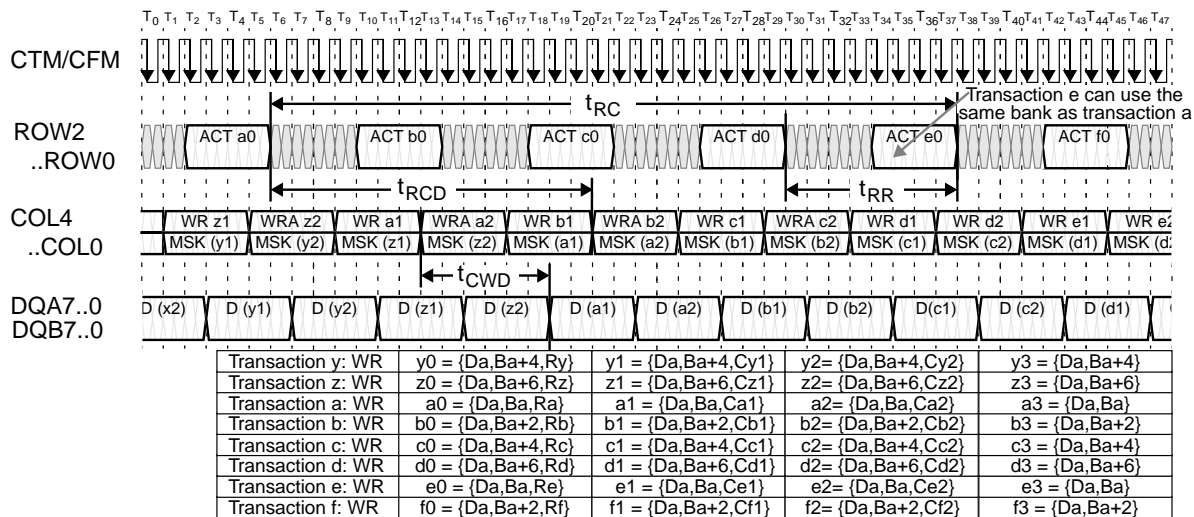 T0 T1 T2 T3 T4 T5 T6 T7 T8 T9 T10 T11 T12 T13 T14 T15 T16 T17 T18 T19 T20 T21 T22 T23 T24 T25 T26 T27 T28 T29 T30 T31 T32 T33 T34 T35 T36 T37 T38 T39 T40 T41 T42 T43 T44 T45 T46 T47
CTM/CFM
tRC
Transaction e can use the
same bank as transaction a
ROW2
..ROW0
ACT a0 ACT b0 ACT c0 ACT d0 ACT e0 ACT f0
tRCD tRR
COL4
..COL0
WR z1 WRA z2 WR a1 WRA a2 WR b1 WRA b2 WR c1 WRA c2 WR d1 WR d2 WR e1 WR e2
MSK (y1) MSK (y2) MSK (z1) MSK (z2) MSK (a1) MSK (a2) MSK (b1) MSK (b2) MSK (c1) MSK (c2) MSK (d1) MSK (d2
tCWD
DQA7..0
DQB7..0
D (x2) D (y1) D (y2) D (z1) D (z2) D (a1) D (a2) D (b1) D (b2) D(c1) D (c2) D (d1)
Transaction y: WR y0 = {Da,Ba+4,Ry} y1 = {Da,Ba+4,Cy1} y2= {Da,Ba+4,Cy2} y3 = {Da,Ba+4}
Transaction z: WR z0 = {Da,Ba+6,Rz} z1 = {Da,Ba+6,Cz1} z2= {Da,Ba+6,Cz2} z3 = {Da,Ba+6}
Transaction a: WR a0 = {Da,Ba,Ra} a1 = {Da,Ba,Ca1} a2= {Da,Ba,Ca2} a3 = {Da,Ba}
Transaction b: WR b0 = {Da,Ba+2,Rb} b1 = {Da,Ba+2,Cb1} b2= {Da,Ba+2,Cb2} b3 = {Da,Ba+2}
Transaction c: WR c0 = {Da,Ba+4,Rc} c1 = {Da,Ba+4,Cc1} c2= {Da,Ba+4,Cc2} c3 = {Da,Ba+4}
Transaction d: WR d0 = {Da,Ba+6,Rd} d1 = {Da,Ba+6,Cd1} d2= {Da,Ba+6,Cd2} d3 = {Da,Ba+6}
Transaction e: WR e0 = {Da,Ba,Re} e1 = {Da,Ba,Ce1} e2= {Da,Ba,Ce2} e3 = {Da,Ba}
Transaction f: WR f0 = {Da,Ba+2,Rf} f1 = {Da,Ba+2,Cf1} f2= {Da,Ba+2,Cf2} f3 = {Da,Ba+2}